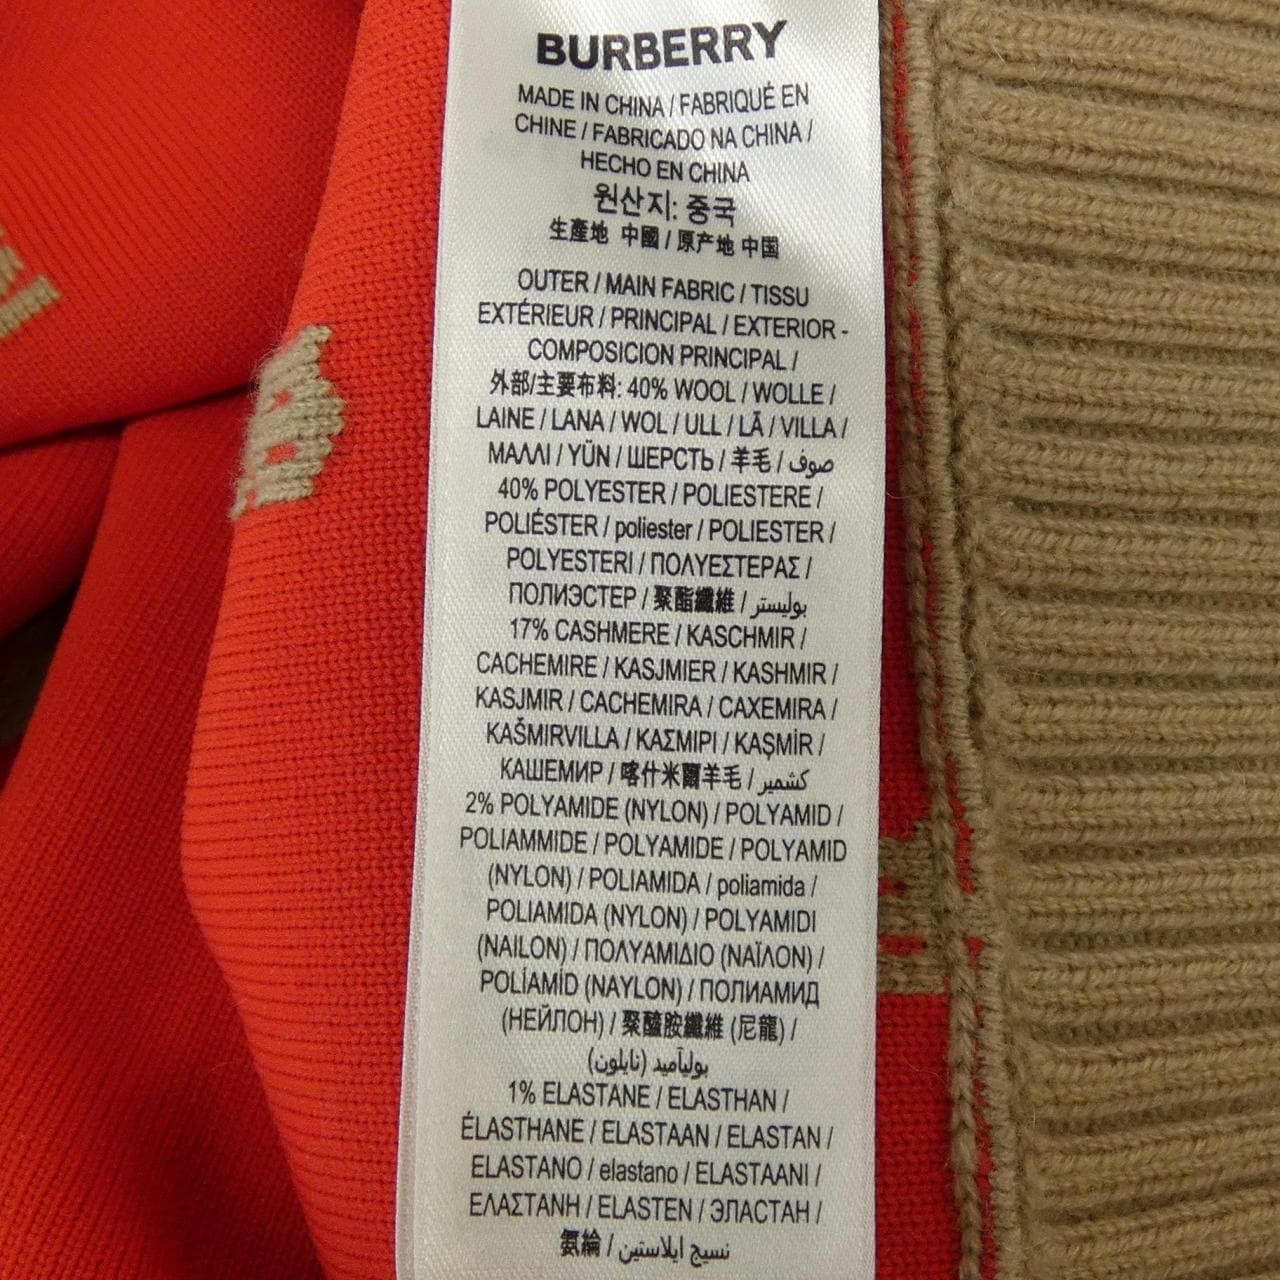 BURBERRY
MADE IN CHINA / FABRIQUÉ EN
CHINE / FABRICADO NA CHINA /
HECHO EN CHINA
원산지: 중국
生產地 中國 / 原产地 中国
OUTER / MAIN FABRIC / TISSU
EXTÉRIEUR / PRINCIPAL / EXTERIOR -
COMPOSICION PRINCIPAL /
外部/主要布料: 40% WOOL / WOLLE /
LAINE / LANA / WOL / ULL / LÃ / VILLA /
ΜΑΛΛΙ / YÜN / ШЕРСТЬ / 羊毛 / صوف
40% POLYESTER / POLIESTERE /
POLIÉSTER / poliester / POLIESTER /
POLYESTERI / ΠΟΛΥΕΣΤΕΡΑΣ /
ПОЛИЭСТЕР / 聚酯纖維 / بوليستر
17% CASHMERE / KASCHMIR /
CACHEMIRE / KASJMIER / KASHMIR /
KASJMIR / CACHEMIRA / CAXEMIRA /
KAŠMIRVILLA / ΚΑΣΜΙΡΙ / KAŞMİR /
КАШЕМИР / 喀什米爾羊毛 / كشمير
2% POLYAMIDE (NYLON) / POLYAMID /
POLIAMMIDE / POLYAMIDE / POLYAMID
(NYLON) / POLIAMIDA / poliamida /
POLIAMIDA (NYLON) / POLYAMIDI
(NAILON) / ΠΟΛΥΑΜΙΔΙΟ (ΝΑΪΛΟΝ) /
POLİAMİD (NAYLON) / ПОЛИАМИД
(НЕЙЛОН) / 聚醯胺纖維 (尼龍) /
بوليآميد (نايلون)
1% ELASTANE / ELASTHAN /
ÉLASTHANE / ELASTAAN / ELASTAN /
ELASTANO / elastano / ELASTAANI /
ΕΛΑΣΤΑΝΗ / ELASTEN / ЭЛАСТАН /
氨綸 / نسيج ايلاستين